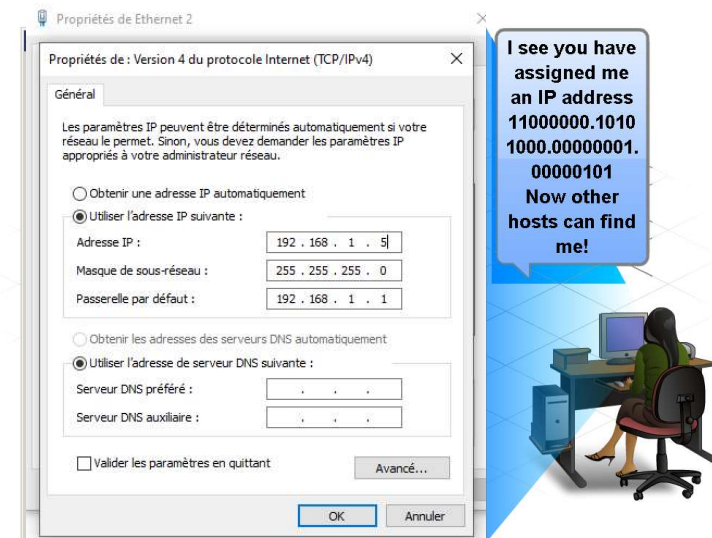 Propriétés de Ethernet 2
Propriétés de : Version 4 du protocole Internet (TCP/IPv4)
Général
Les paramètres IP peuvent être déterminés automatiquement si votre
réseau le permet. Sinon, vous devez demander les paramètres IP
appropriés à votre administrateur réseau.
Obtenir une adresse IP automatiquement
Utiliser l'adresse IP suivante :
Adresse IP : 192 . 168 . 1 . 5
Masque de sous-réseau : 255 . 255 . 255 . 0
Passerelle par défaut : 192 . 168 . 1 . 1
Obtenir les adresses des serveurs DNS automatiquement
Utiliser l'adresse de serveur DNS suivante :
Serveur DNS préféré : . . .
Serveur DNS auxiliaire : . . .
Valider les paramètres en quittant
Avancé...
OK Annuler
I see you have
assigned me
an IP address
11000000.1010
1000.00000001.
00000101
Now other
hosts can find
me!